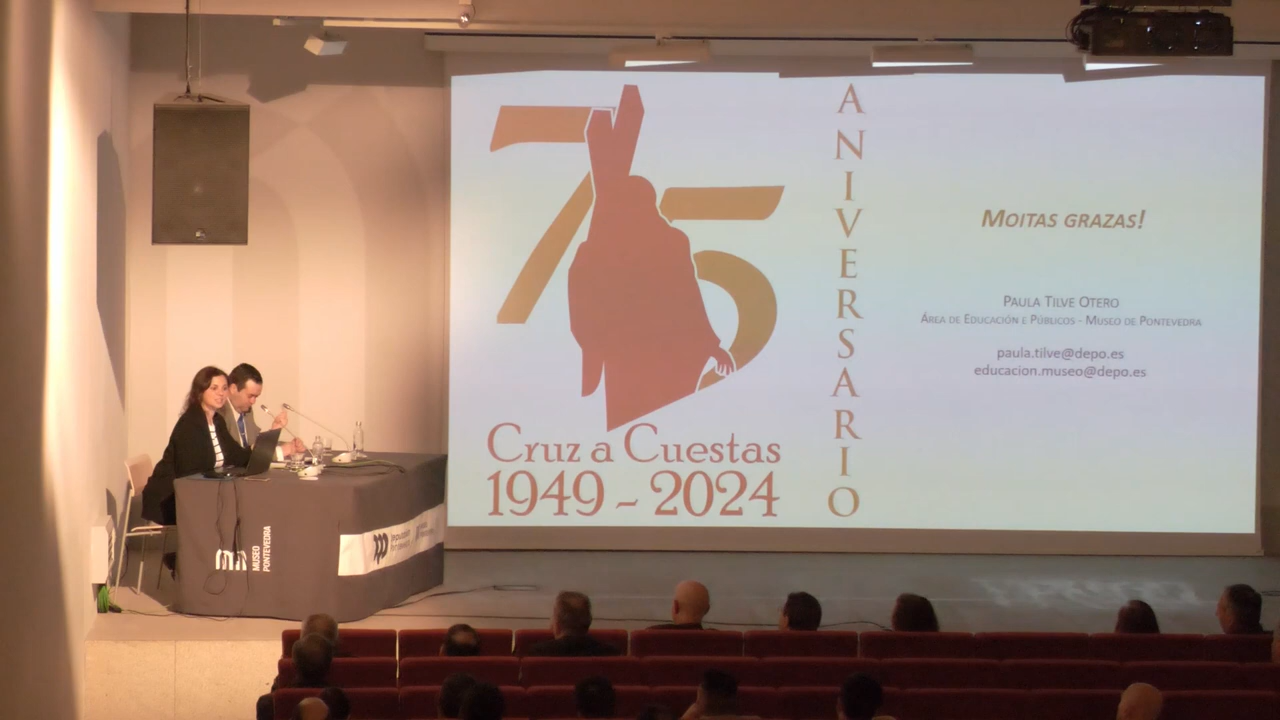 75
ANIVERSARIO
Cruz a Cuestas
1949 - 2024
MOITAS GRAZAS!
PAULA TILVE OTERO
ÁREA DE EDUCACIÓN E PÚBLICOS - MUSEO DE PONTEVEDRA
paula.tilve@depo.es
educacion.museo@depo.es
MUSEO
PONTEVEDRA